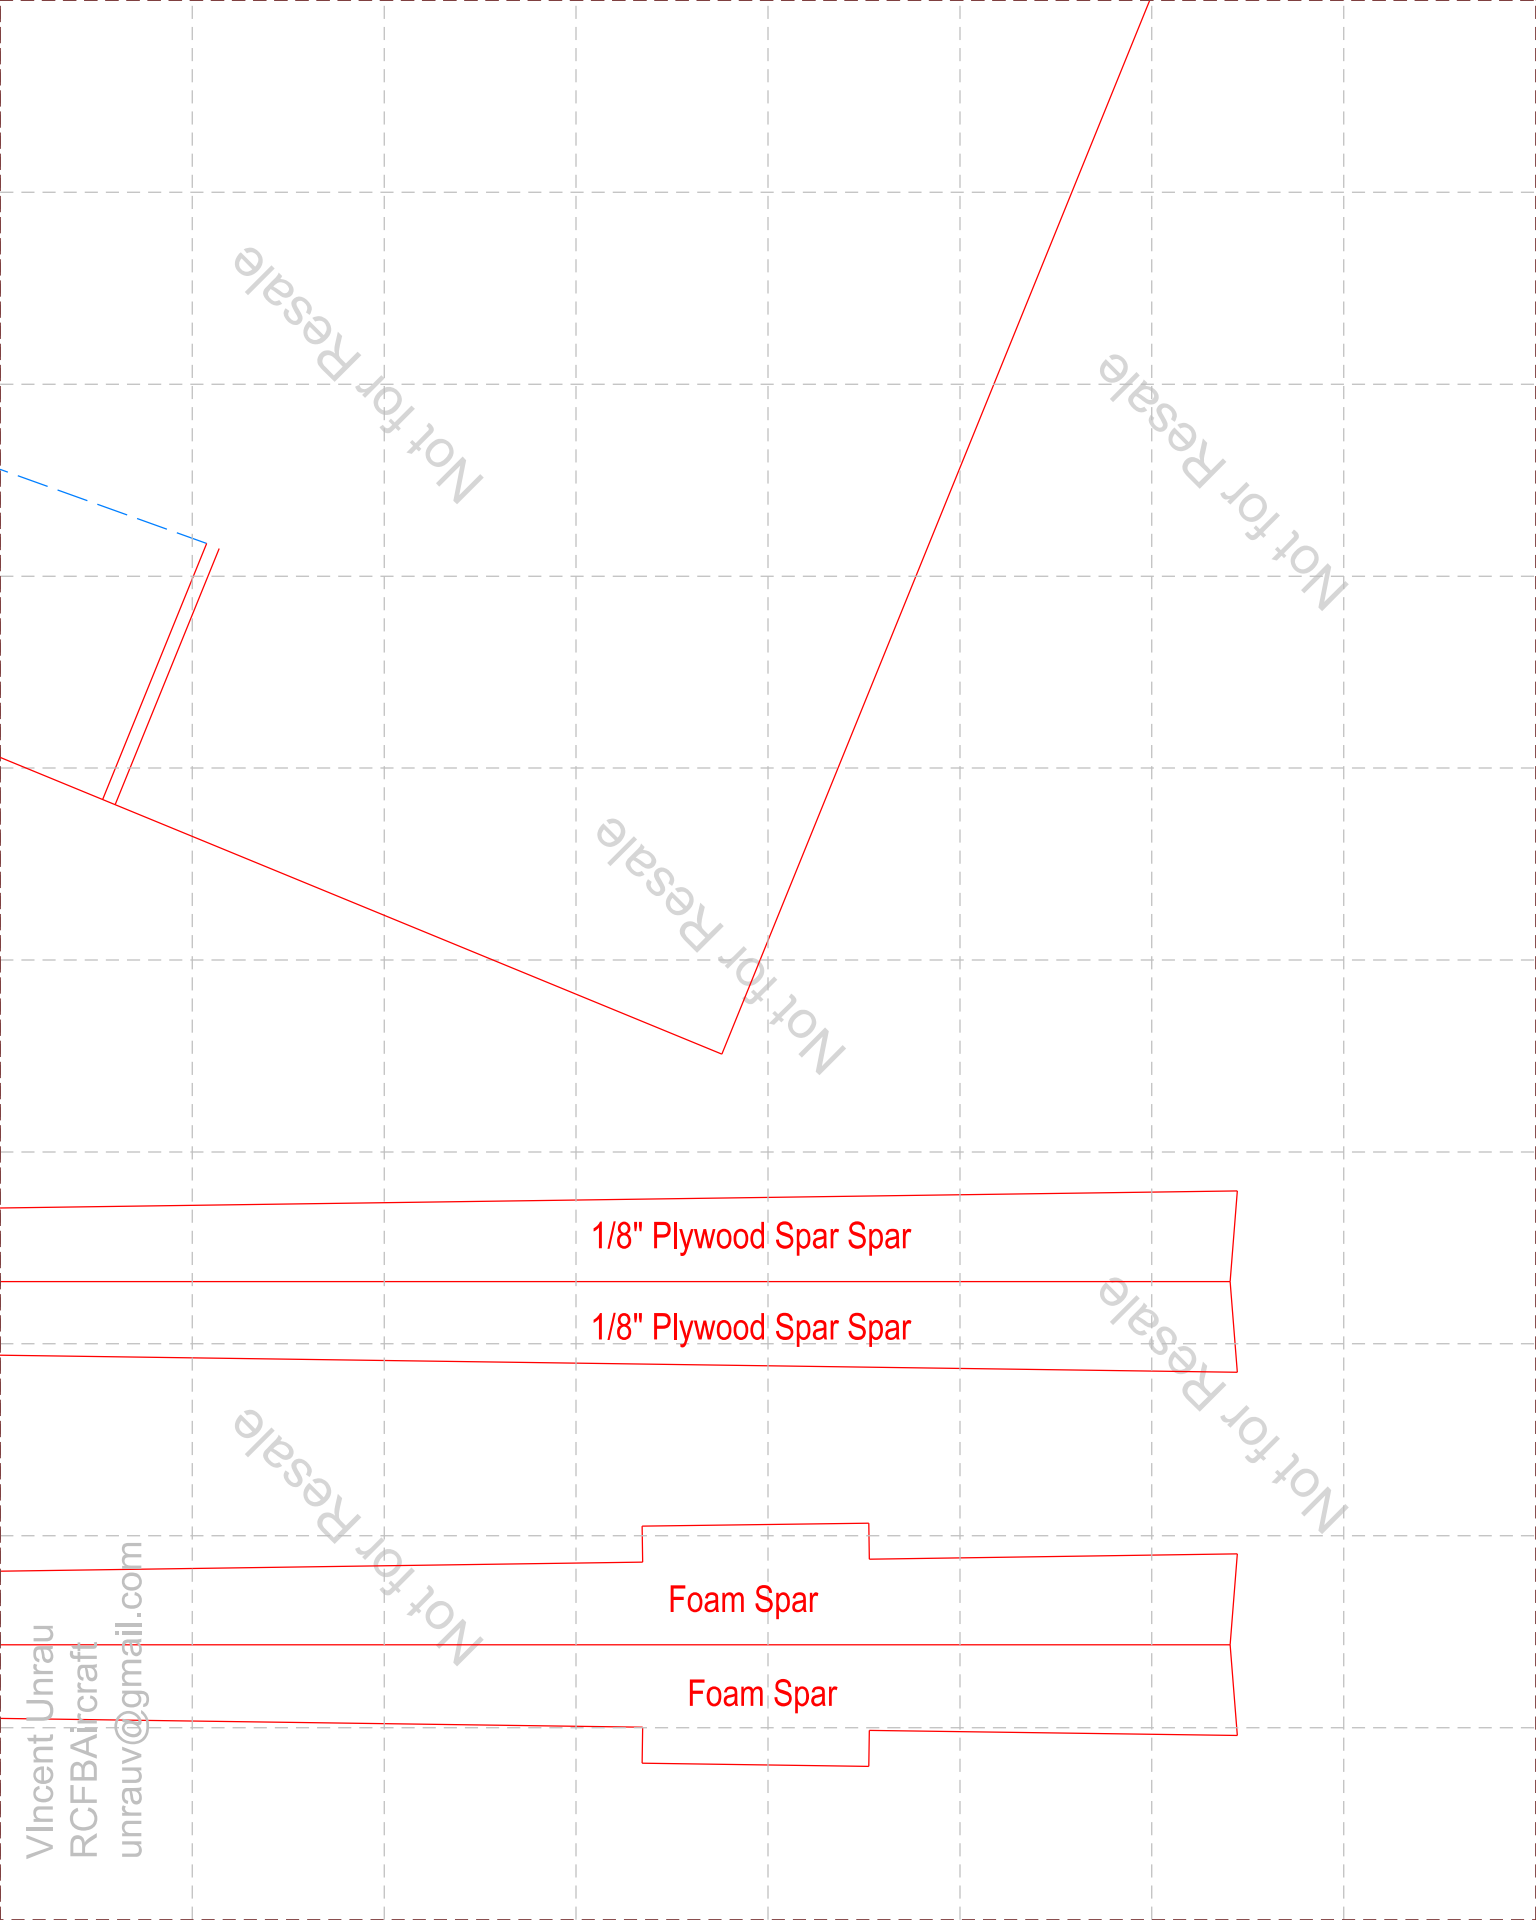 Not for Resale
Not for Resale
Not for Resale
1/8" Plywood Spar Spar
1/8" Plywood Spar Spar
Not for Resale
Not for Resale
Foam Spar
Foam Spar
VIncent Unrau
RCFBAircraft
unrauv@gmail.com